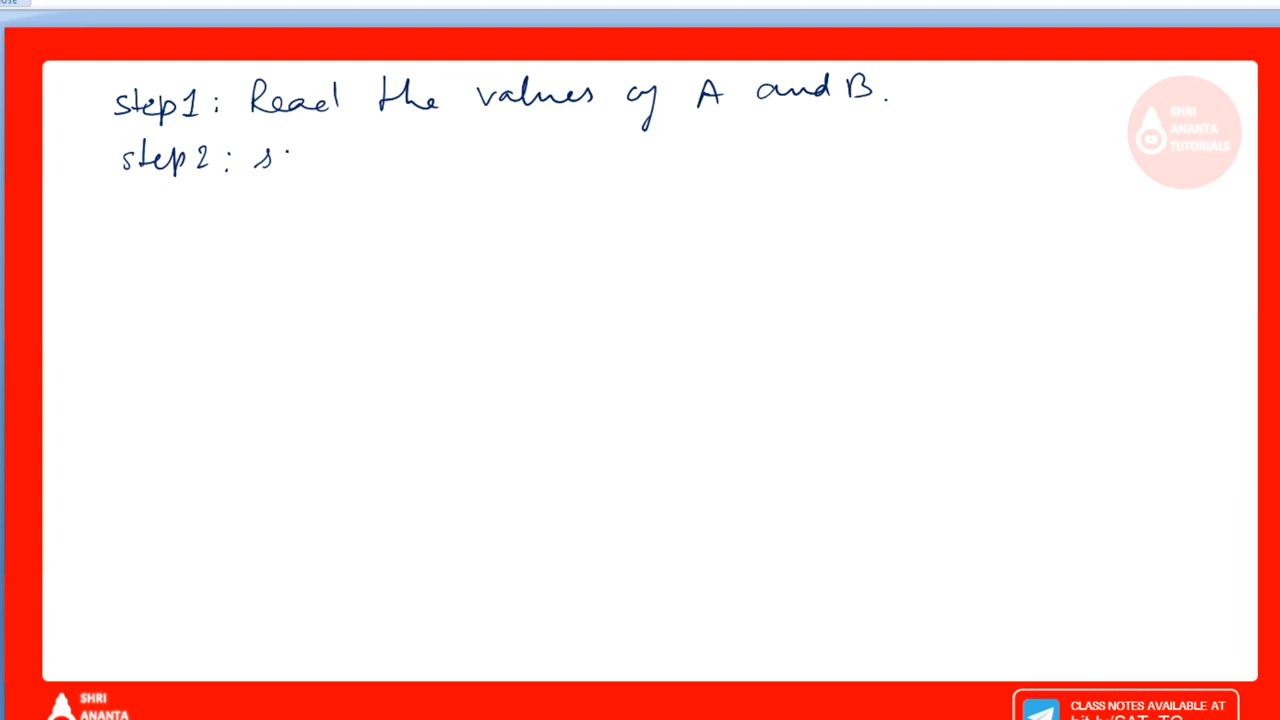 step1: Read the values of A and B.
step2: s
SHRI
ANANTA
TUTORIALS
SHRI
ANANTA
CLASS NOTES AVAILABLE AT